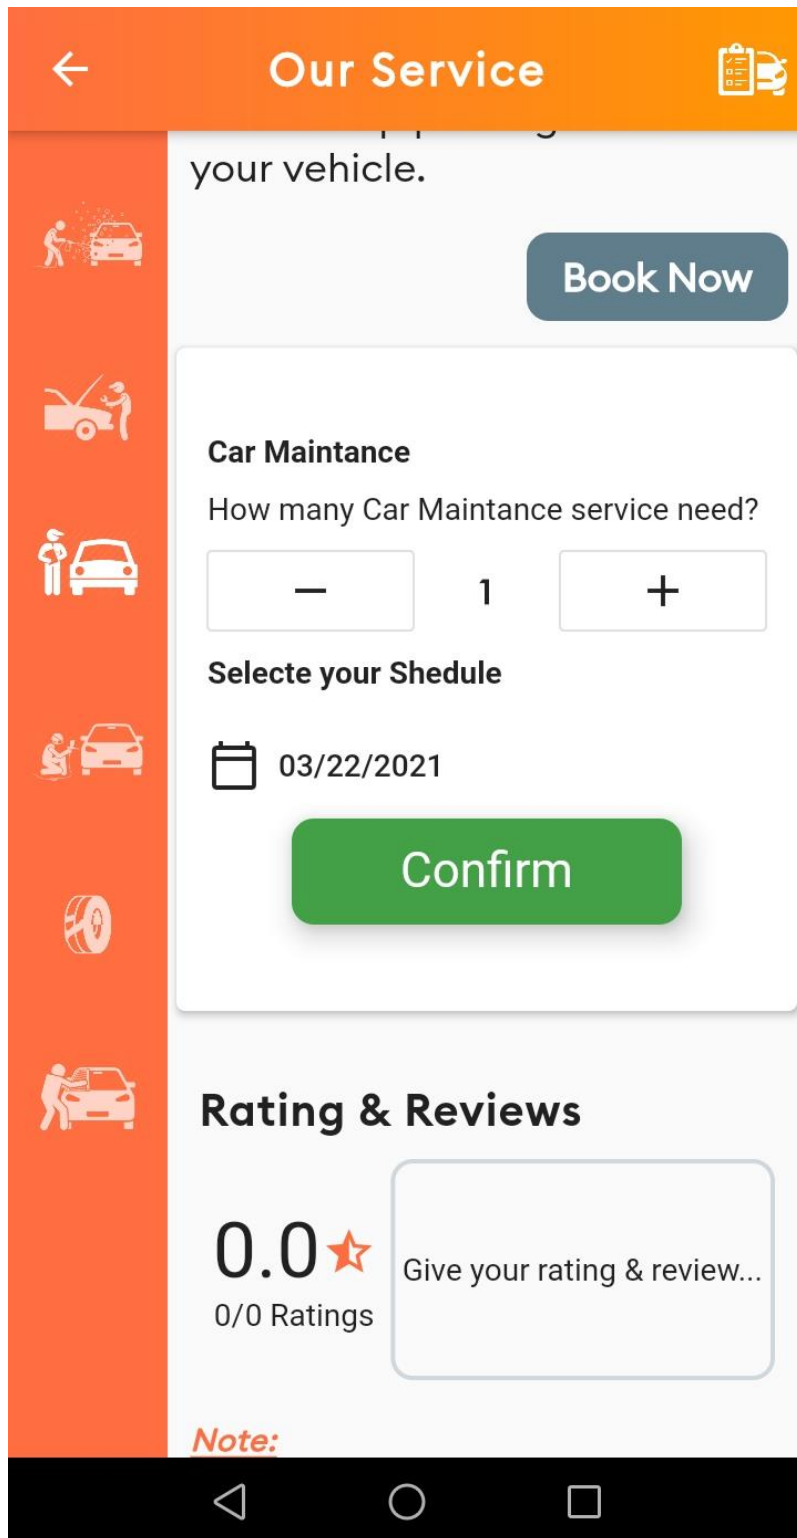 Our Service
your vehicle.
Book Now
Car Maintance
How many Car Maintance service need?
− 1 +
Selecte your Shedule
03/22/2021
Confirm
Rating & Reviews
0.0
Give your rating & review...
0/0 Ratings
Note: